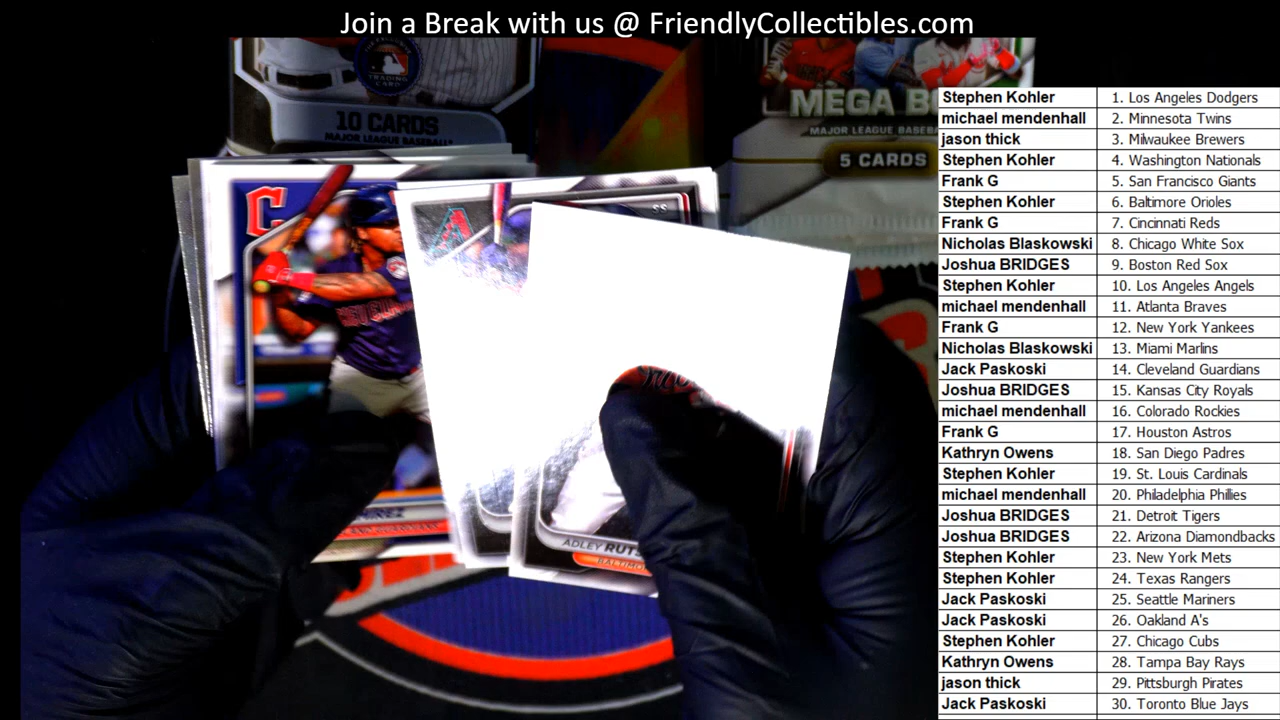 Join a Break with us @ FriendlyCollectibles.com
10 CARDS
MAJOR LEAGUE BASEBALL
TRADING CARD
MEGA B
MAJOR LEAGUE BASEBA
5 CARDS
C
SS
ADLEY RUTS
BALTIMO
Stephen Kohler 1. Los Angeles Dodgers
michael mendenhall 2. Minnesota Twins
jason thick 3. Milwaukee Brewers
Stephen Kohler 4. Washington Nationals
Frank G 5. San Francisco Giants
Stephen Kohler 6. Baltimore Orioles
Frank G 7. Cincinnati Reds
Nicholas Blaskowski 8. Chicago White Sox
Joshua BRIDGES 9. Boston Red Sox
Stephen Kohler 10. Los Angeles Angels
michael mendenhall 11. Atlanta Braves
Frank G 12. New York Yankees
Nicholas Blaskowski 13. Miami Marlins
Jack Paskoski 14. Cleveland Guardians
Joshua BRIDGES 15. Kansas City Royals
michael mendenhall 16. Colorado Rockies
Frank G 17. Houston Astros
Kathryn Owens 18. San Diego Padres
Stephen Kohler 19. St. Louis Cardinals
michael mendenhall 20. Philadelphia Phillies
Joshua BRIDGES 21. Detroit Tigers
Joshua BRIDGES 22. Arizona Diamondbacks
Stephen Kohler 23. New York Mets
Stephen Kohler 24. Texas Rangers
Jack Paskoski 25. Seattle Mariners
Jack Paskoski 26. Oakland A's
Stephen Kohler 27. Chicago Cubs
Kathryn Owens 28. Tampa Bay Rays
jason thick 29. Pittsburgh Pirates
Jack Paskoski 30. Toronto Blue Jays